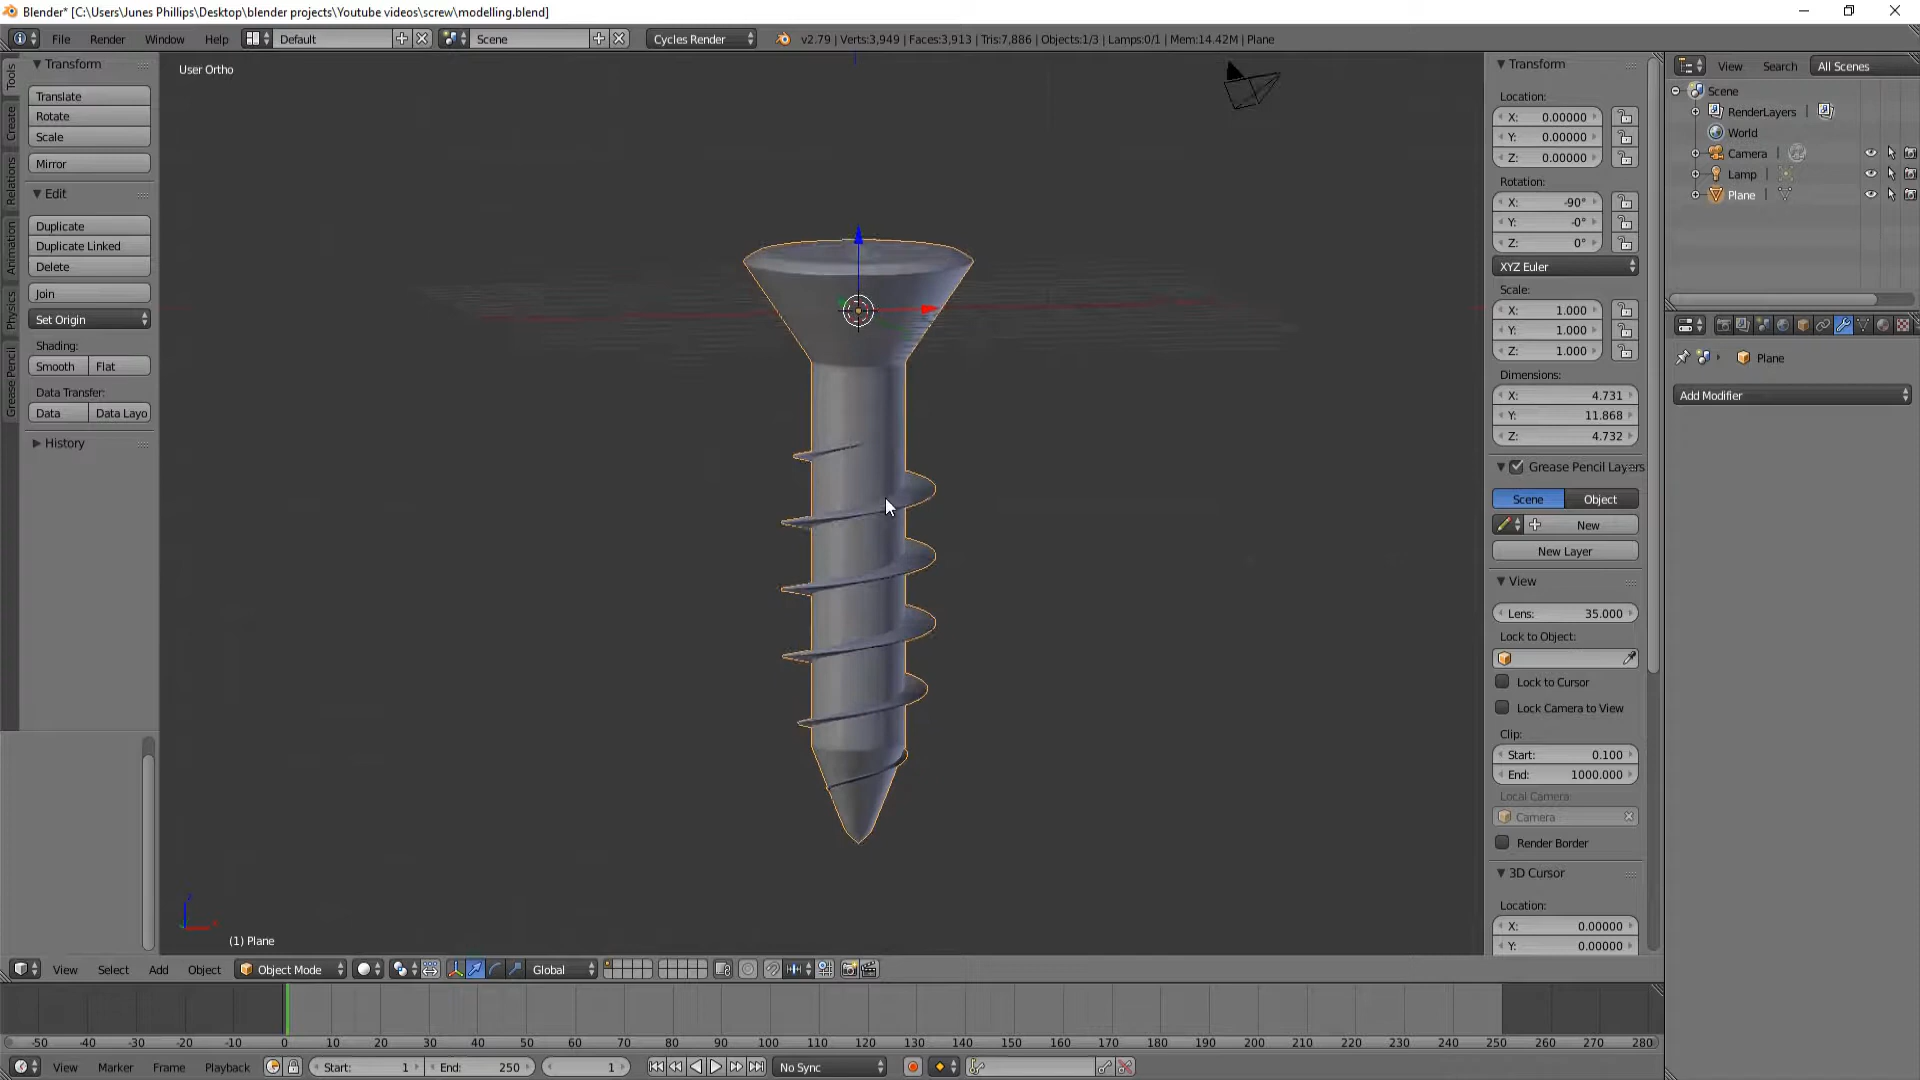 Blender* [C:\Users\Junes Phillips\Desktop\blender projects\Youtube videos\screw\modelling.blend]
File Render Window Help Default Scene Cycles Render v2.79 | Verts:3,949 | Faces:3,913 | Tris:7,886 | Objects:1/3 | Lamps:0/1 | Mem:14.42M | Plane
Tools
Create
Relations
Animation
Physics
Grease Pencil
Transform
Translate
Rotate
Scale
Mirror
Edit
Duplicate
Duplicate Linked
Delete
Join
Set Origin
Shading:
Smooth Flat
Data Transfer:
Data Data Layo
History
User Ortho
(1) Plane
Transform
Location:
X: 0.00000
Y: 0.00000
Z: 0.00000
Rotation:
X: -90°
Y: -0°
Z: 0°
XYZ Euler
Scale:
X: 1.000
Y: 1.000
Z: 1.000
Dimensions:
X: 4.731
Y: 11.868
Z: 4.732
Grease Pencil Layers
Scene Object
New
New Layer
View
Lens: 35.000
Lock to Object:
Lock to Cursor
Lock Camera to View
Clip:
Start: 0.100
End: 1000.000
Local Camera:
Camera
Render Border
3D Cursor
Location:
X: 0.00000
Y: 0.00000
View Search All Scenes
Scene
RenderLayers
World
Camera
Lamp
Plane
Plane
Add Modifier
View Select Add Object Object Mode Global
-50 -40 -30 -20 -10 0 10 20 30 40 50 60 70 80 90 100 110 120 130 140 150 160 170 180 190 200 210 220 230 240 250 260 270 280
View Marker Frame Playback Start: 1 End: 250 1 No Sync